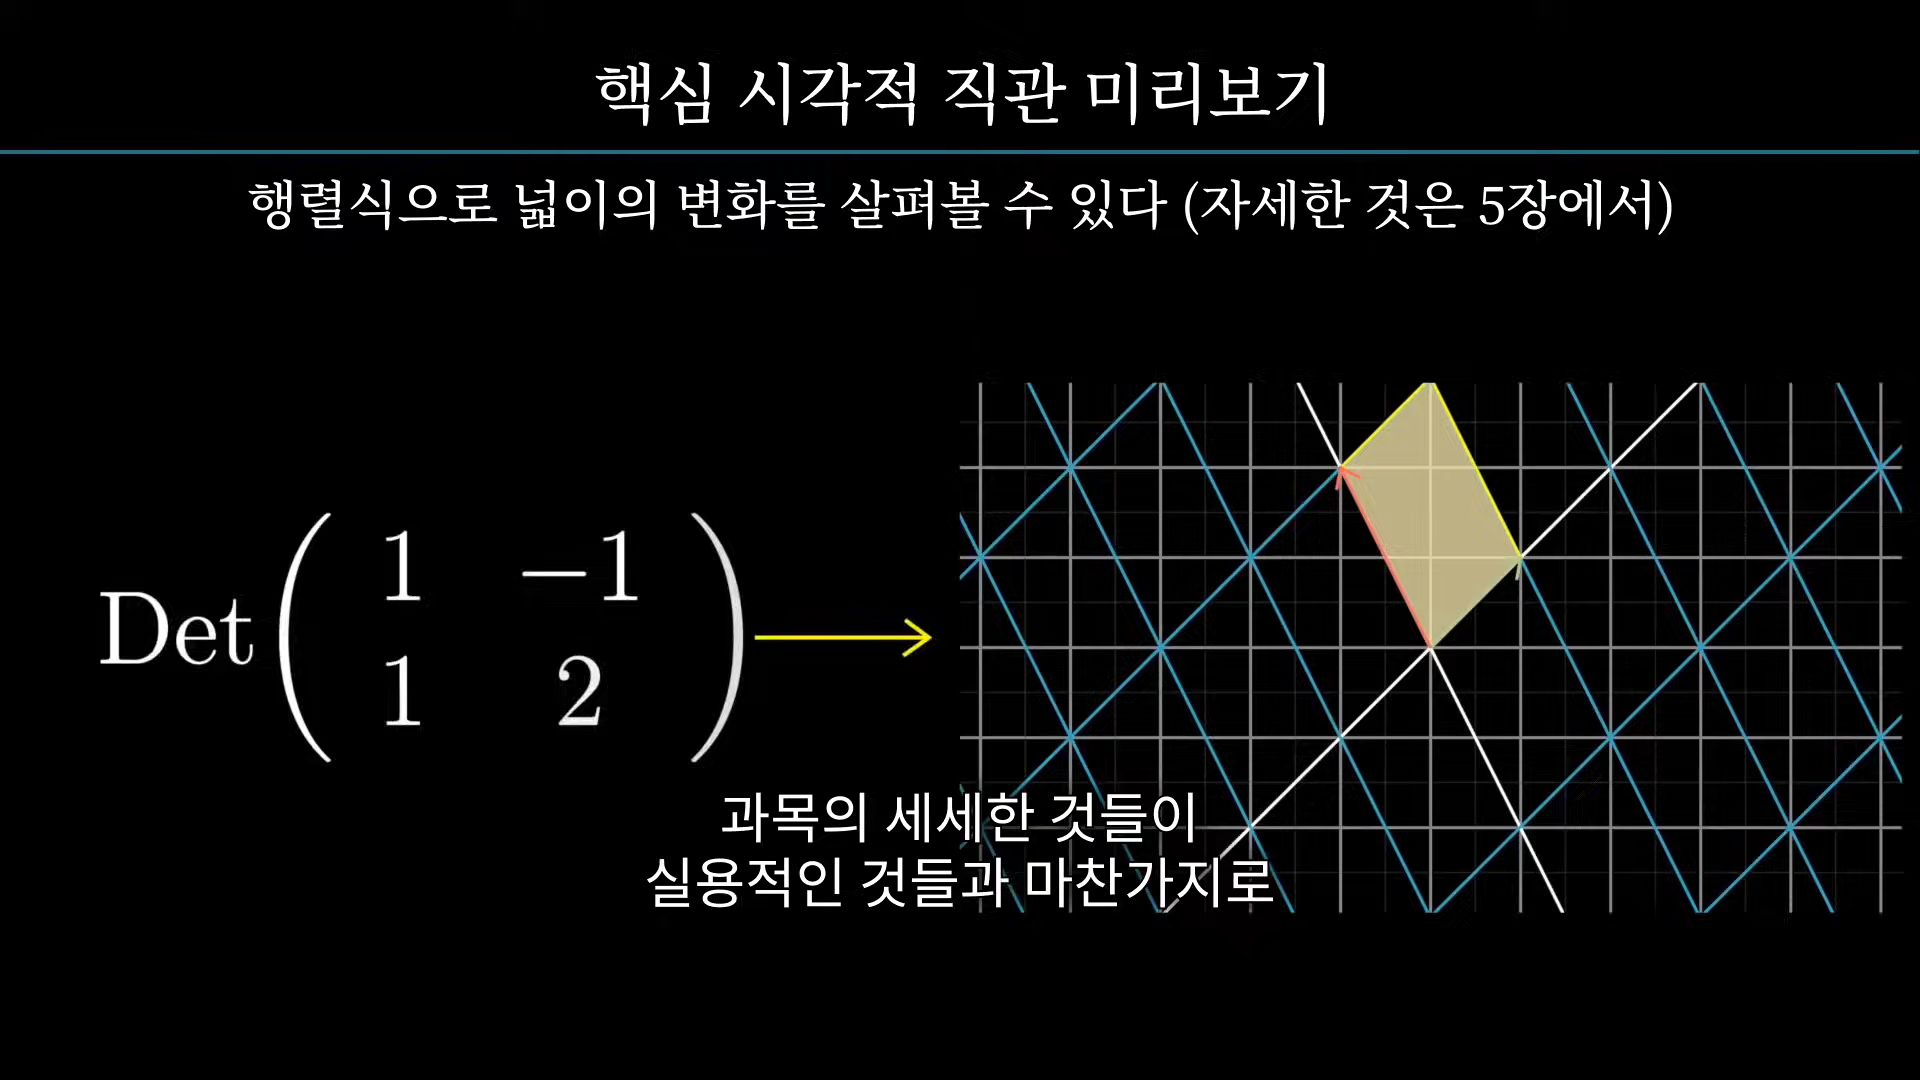 핵심 시각적 직관 미리보기
행렬식으로 넓이의 변화를 살펴볼 수 있다 (자세한 것은 5장에서)
Det ( 1 −1
1 2 )
과목의 세세한 것들이
실용적인 것들과 마찬가지로